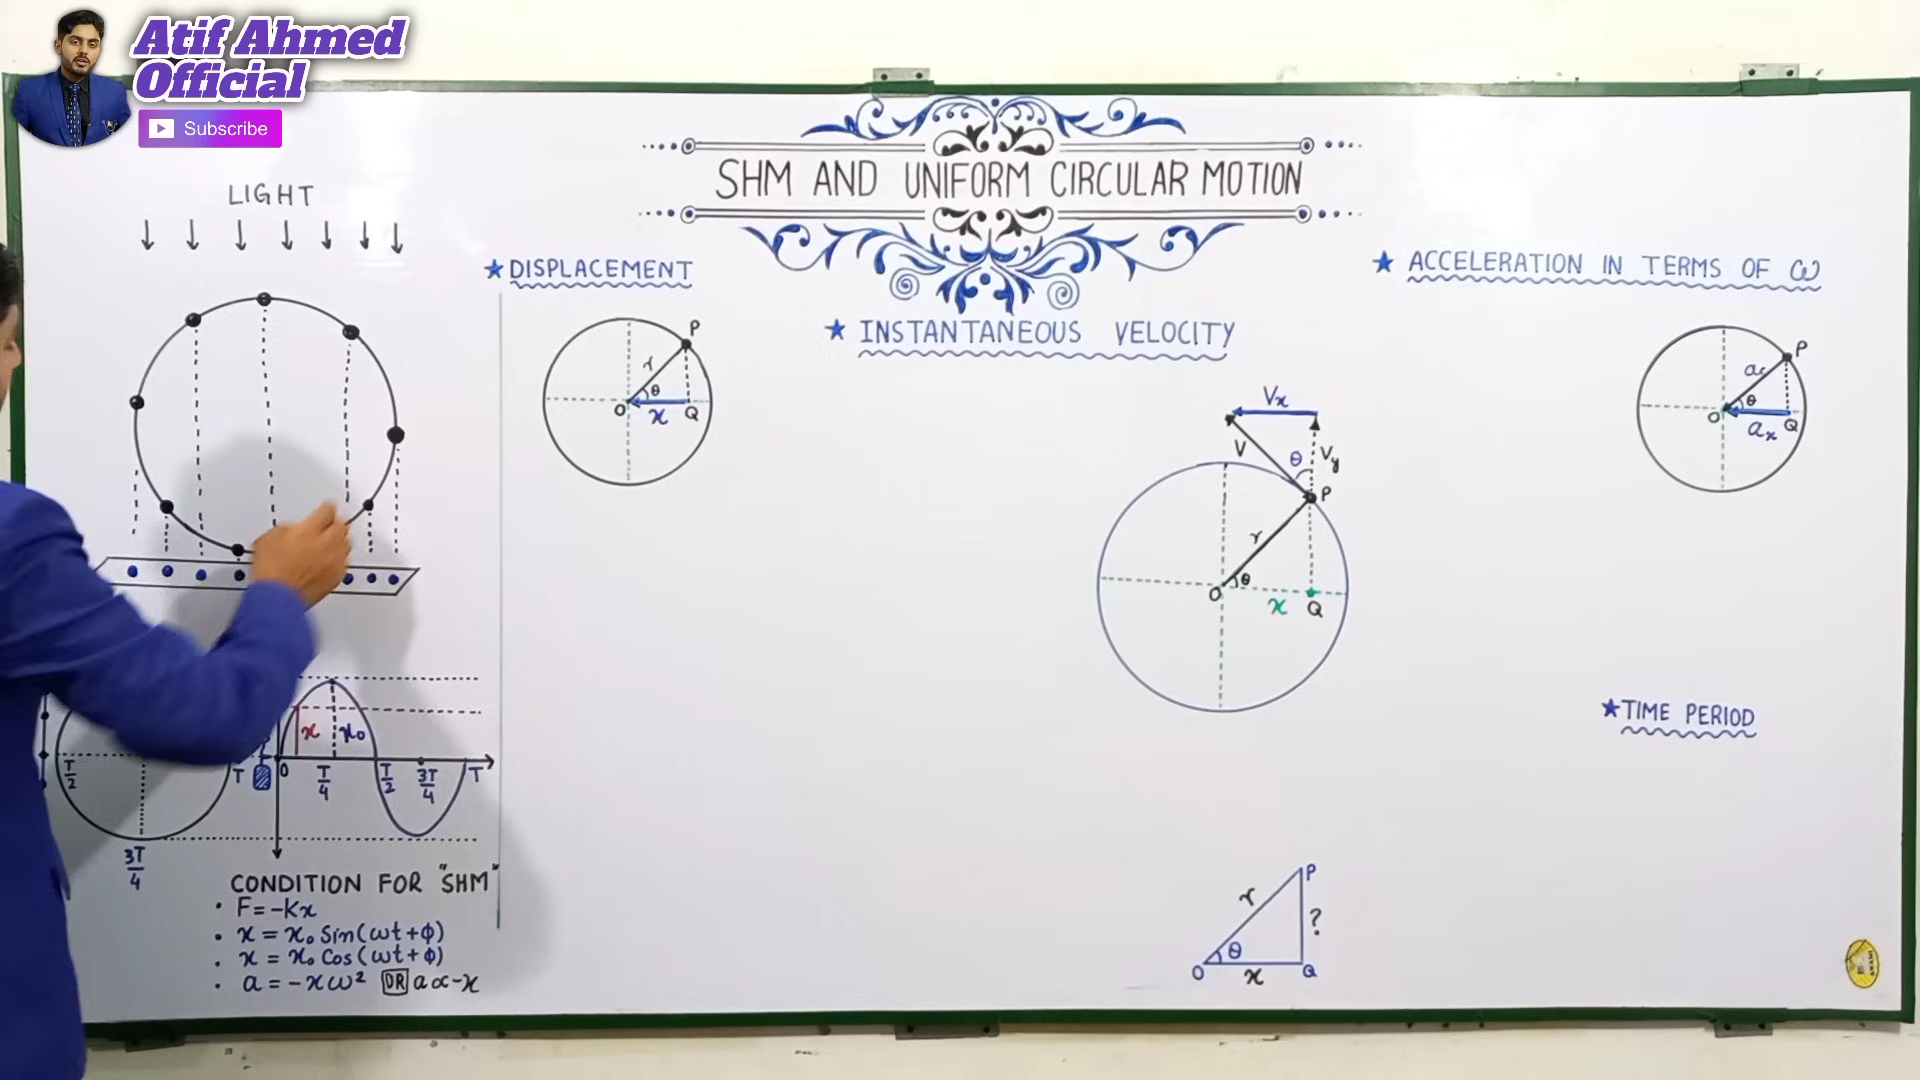 Atif Ahmed
Official
Subscribe
SHM AND UNIFORM CIRCULAR MOTION
LIGHT
★ DISPLACEMENT
P
r
θ
O
x
Q
★ INSTANTANEOUS VELOCITY
Vx
V
θ
Vy
P
r
θ
O
x
Q
★ ACCELERATION IN TERMS OF ω
P
ac
θ
O
ax
Q
★ TIME PERIOD
x
x₀
T/2
T
O
T/4
T/2
3T/4
T
3T/4
CONDITION FOR "SHM"
• F = -Kx
• x = x₀ Sin(ωt+ϕ)
• x = x₀ Cos(ωt+ϕ)
• a = -xω² OR a ∝ -x
P
r
?
θ
O
x
Q